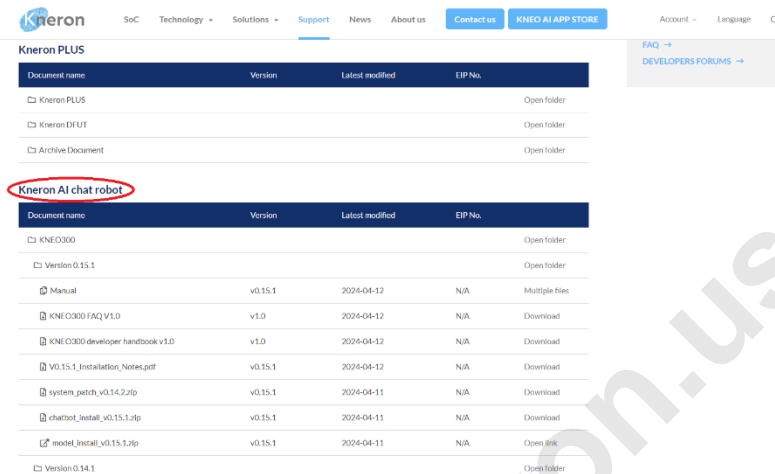 Kneron SoC Technology Solutions Support News About us Contact us KNEO AI APP STORE Account Language
Kneron PLUS
FAQ →
DEVELOPERS FORUMS →
Document name Version Latest modified EIP No.
Kneron PLUS Open folder
Kneron DFUT Open folder
Archive Document Open folder
Kneron AI chat robot
Document name Version Latest modified EIP No.
KNEO300 Open folder
Version 0.15.1 Open folder
Manual v0.15.1 2024-04-12 N/A Multiple files
KNEO300 FAQ V1.0 v1.0 2024-04-12 N/A Download
KNEO300 developer handbook v1.0 v1.0 2024-04-12 N/A Download
V0.15.1_Installation_Notes.pdf v0.15.1 2024-04-12 N/A Download
system_patch_v0.14.2.zip v0.15.1 2024-04-11 N/A Download
chatbot_install_v0.15.1.zip v0.15.1 2024-04-11 N/A Download
model_install_v0.15.1.zip v0.15.1 2024-04-11 N/A Open link
Version 0.14.1 Open folder
on.us